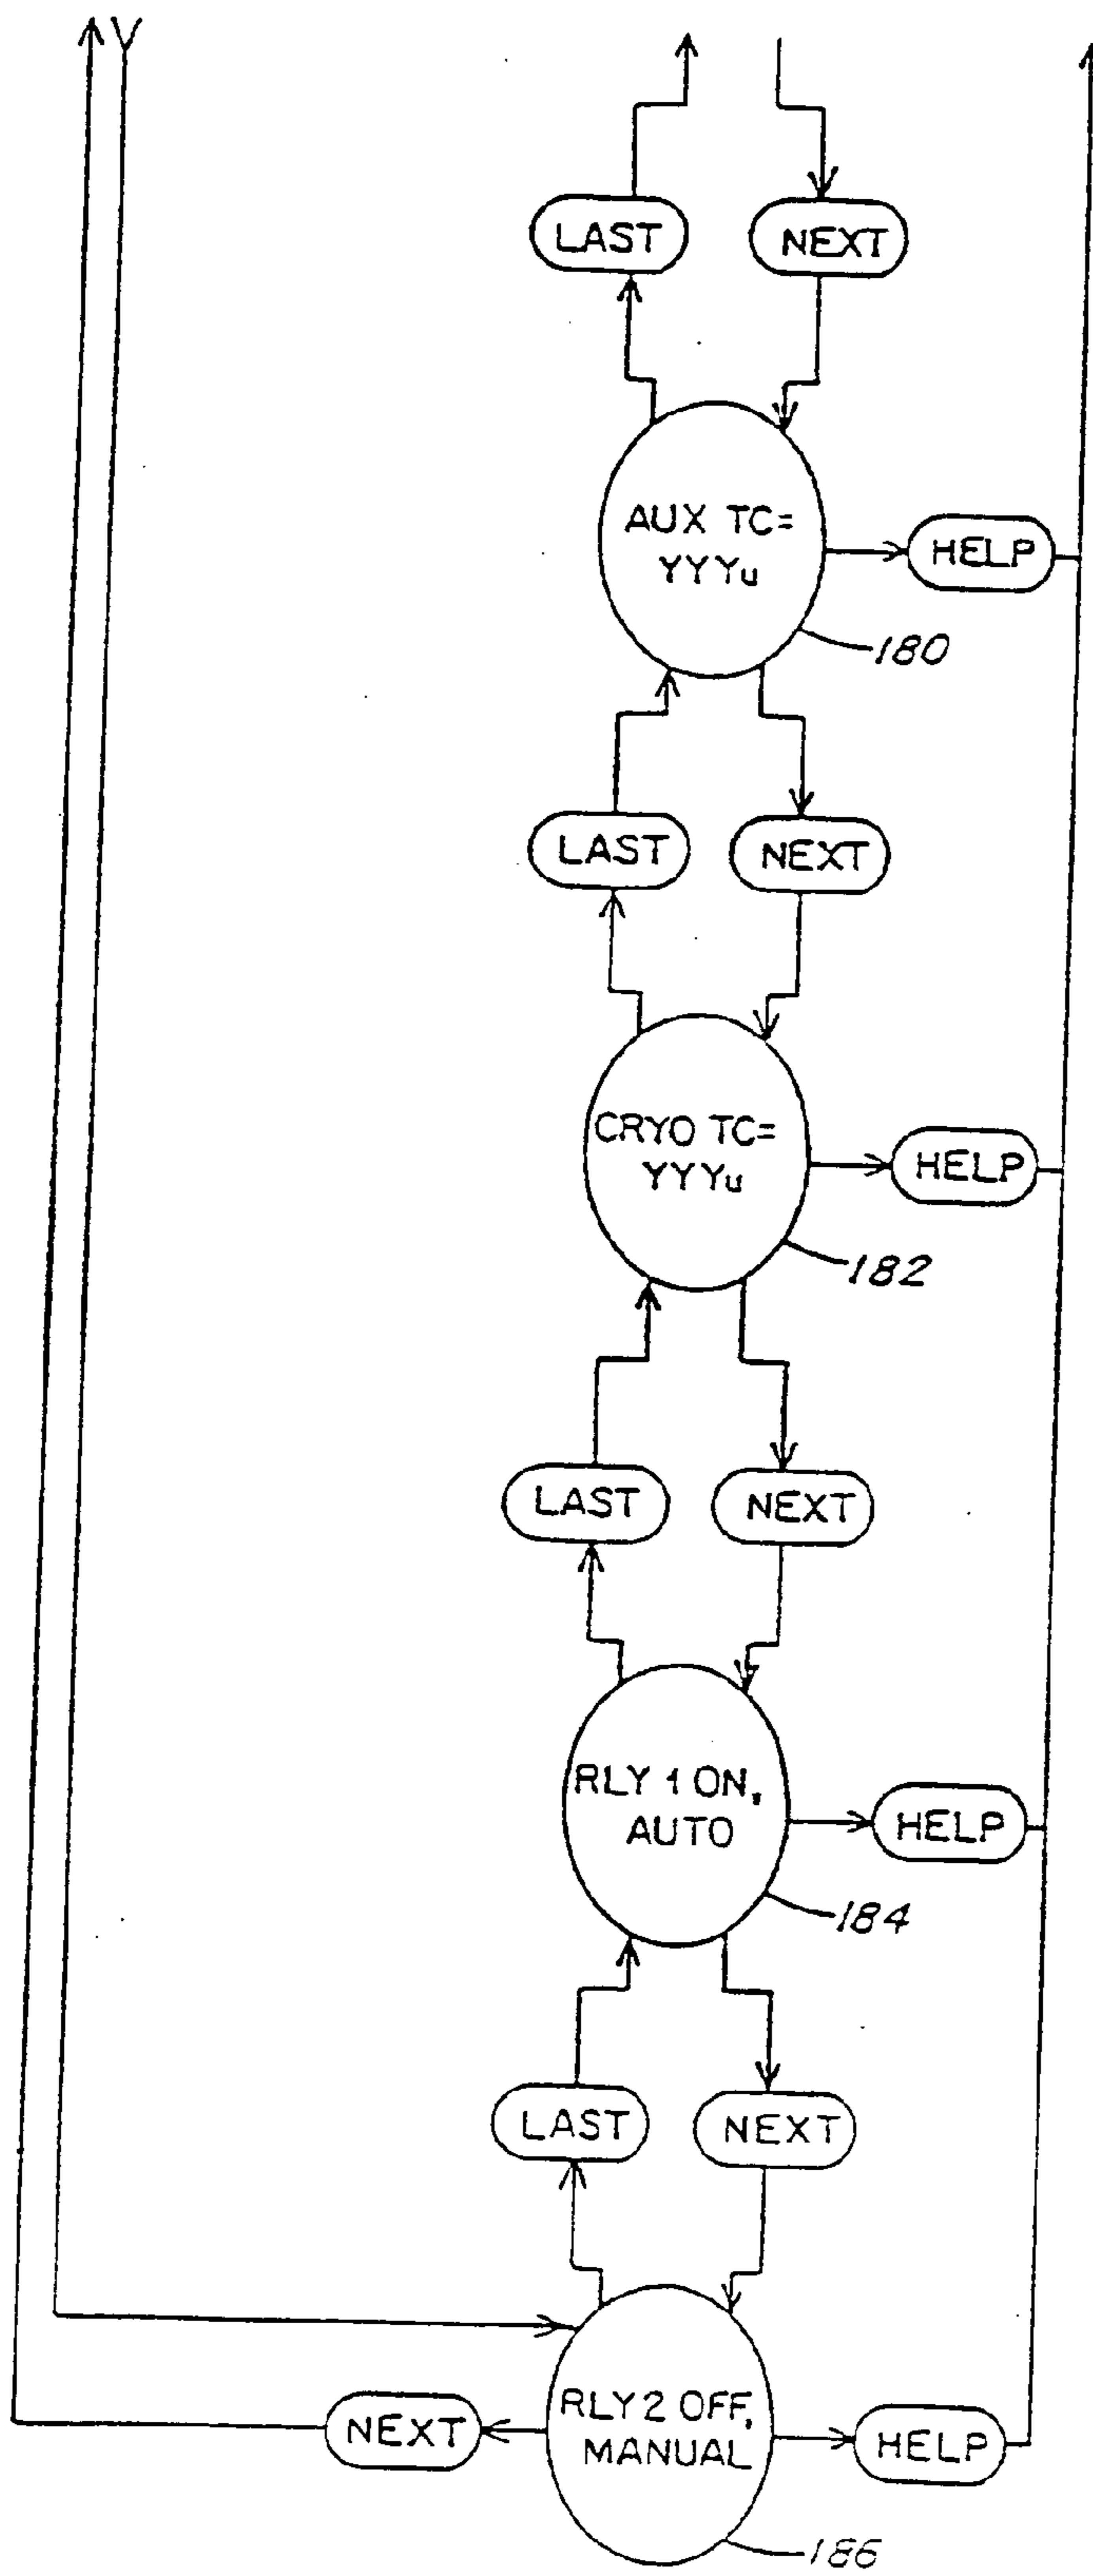 LAST
NEXT
AUX TC=
YYYu
HELP
180
LAST
NEXT
CRYO TC=
YYYu
HELP
182
LAST
NEXT
RLY 1 ON,
AUTO
HELP
184
LAST
NEXT
RLY 2 OFF,
MANUAL
NEXT
HELP
186